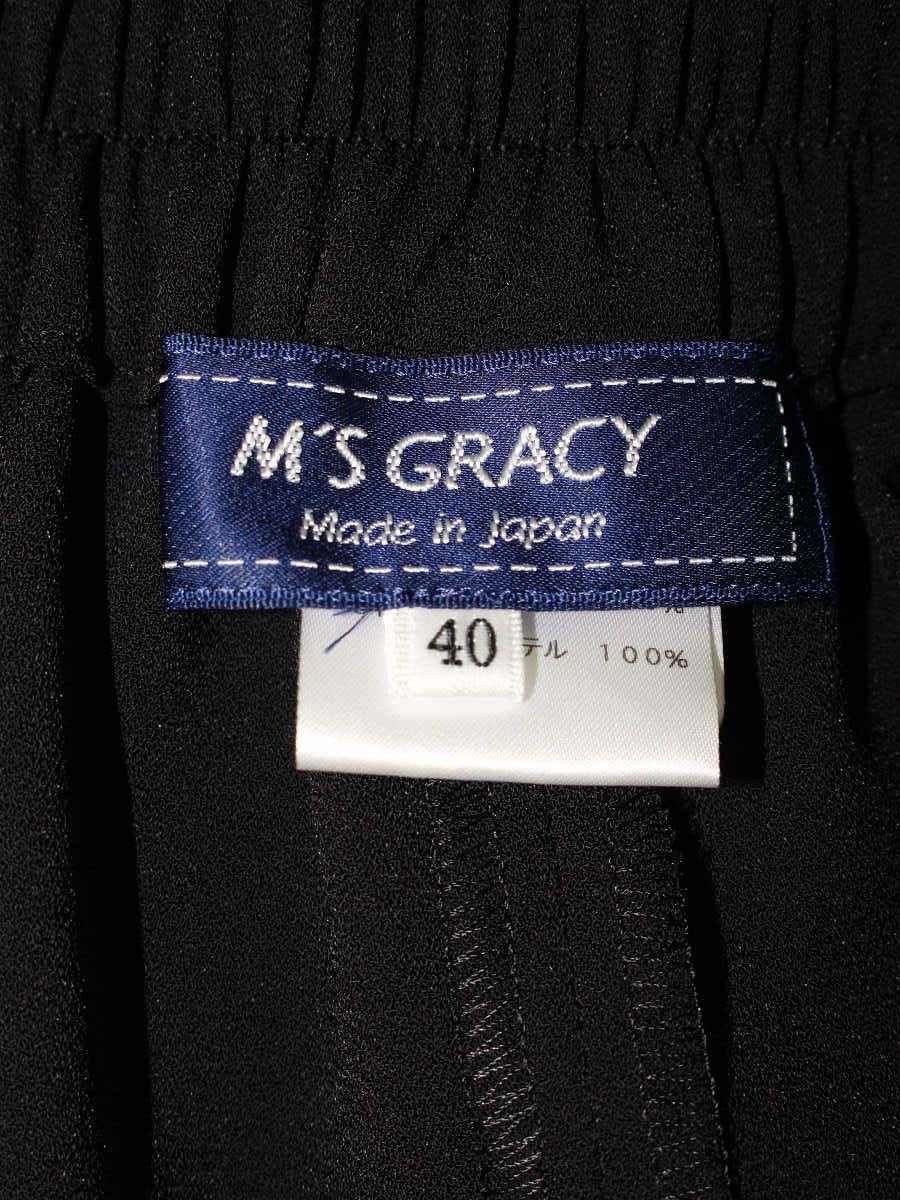 M'S GRACY
Made in Japan
40
テル 100%